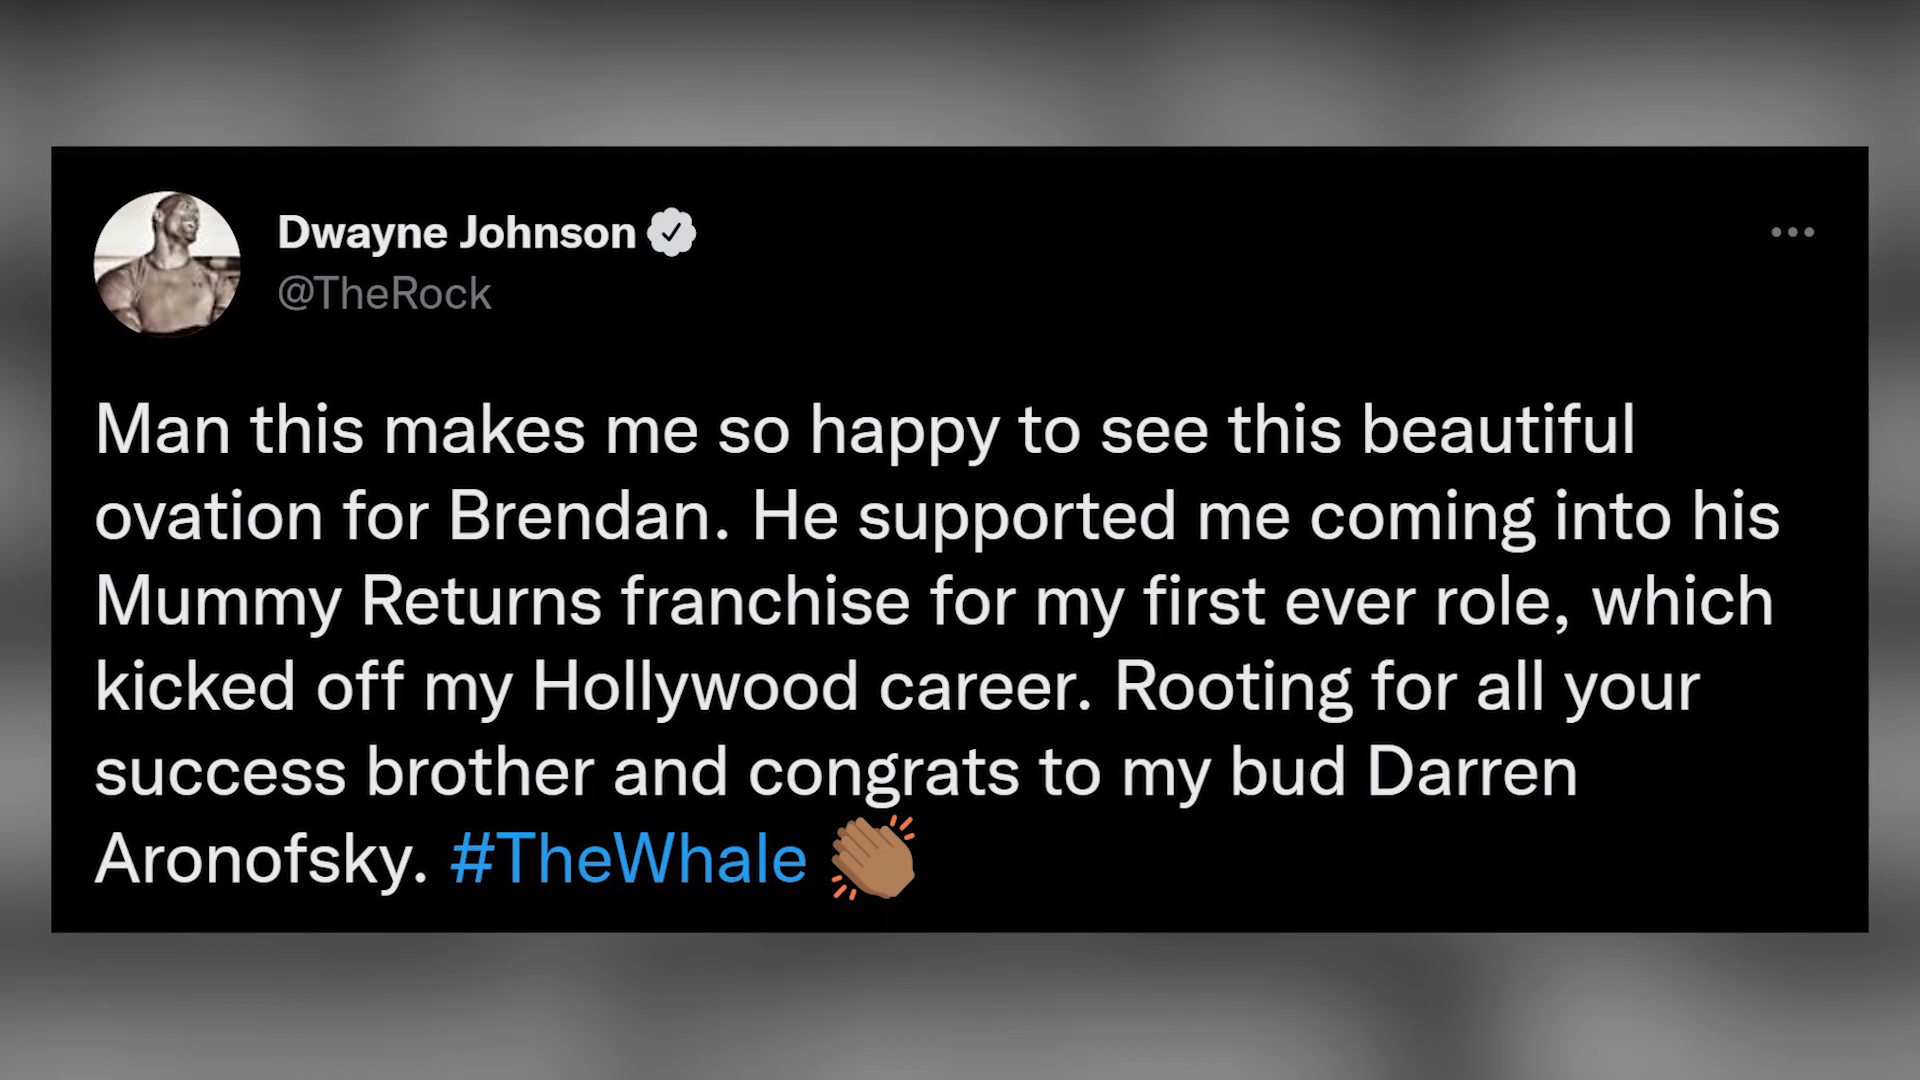 Dwayne Johnson
@TheRock
Man this makes me so happy to see this beautiful
ovation for Brendan. He supported me coming into his
Mummy Returns franchise for my first ever role, which
kicked off my Hollywood career. Rooting for all your
success brother and congrats to my bud Darren
Aronofsky. #TheWhale 👏🏽